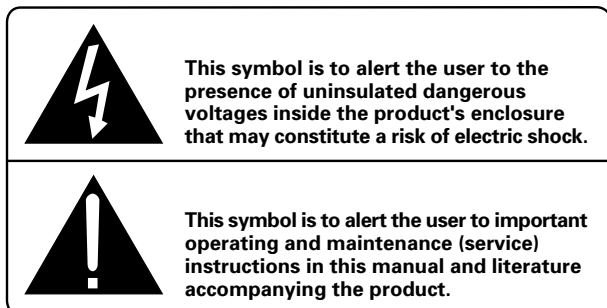 This symbol is to alert the user to the
presence of uninsulated dangerous
voltages inside the product's enclosure
that may constitute a risk of electric shock.
This symbol is to alert the user to important
operating and maintenance (service)
instructions in this manual and literature
accompanying the product.